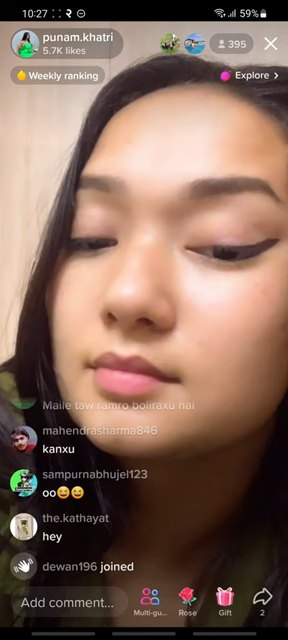 10:27
59%
punam.khatri
5.7K likes
395
Weekly ranking
Explore
Maile taw ramro boliraxu hai
mahendrasharma846
kanxu
sampurnabhujel123
oo😄😄
the.kathayat
hey
dewan196 joined
Add comment...
Multi-gu...
Rose
Gift
2